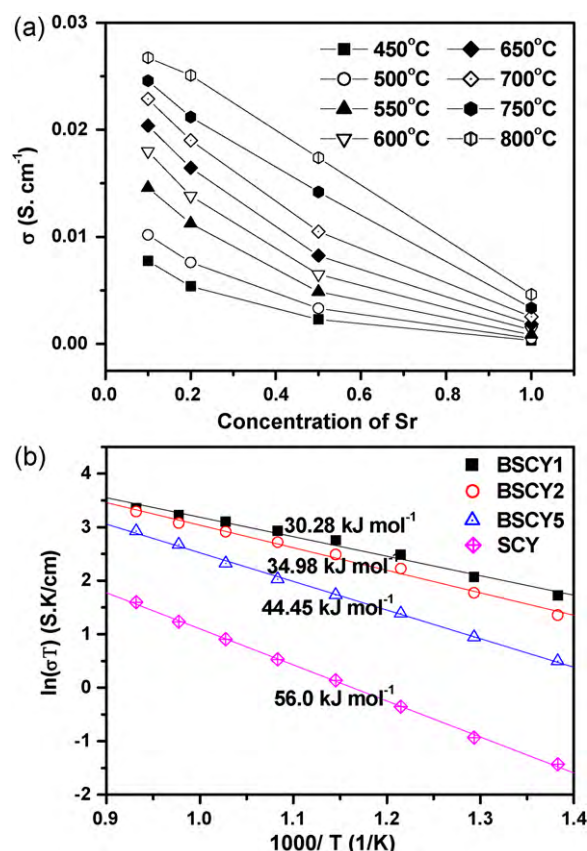 (a)
0.03
0.02
0.01
0.00
σ (S. cm⁻¹)
450°C
500°C
550°C
600°C
650°C
700°C
750°C
800°C
0.0 0.2 0.4 0.6 0.8 1.0
Concentration of Sr
(b)
5
4
3
2
1
0
-1
-2
ln(σT) (S.K/cm)
BSCY1
BSCY2
BSCY5
SCY
30.28 kJ mol⁻¹
34.98 kJ mol⁻¹
44.45 kJ mol⁻¹
56.0 kJ mol⁻¹
0.9 1.0 1.1 1.2 1.3 1.4
1000/ T (1/K)